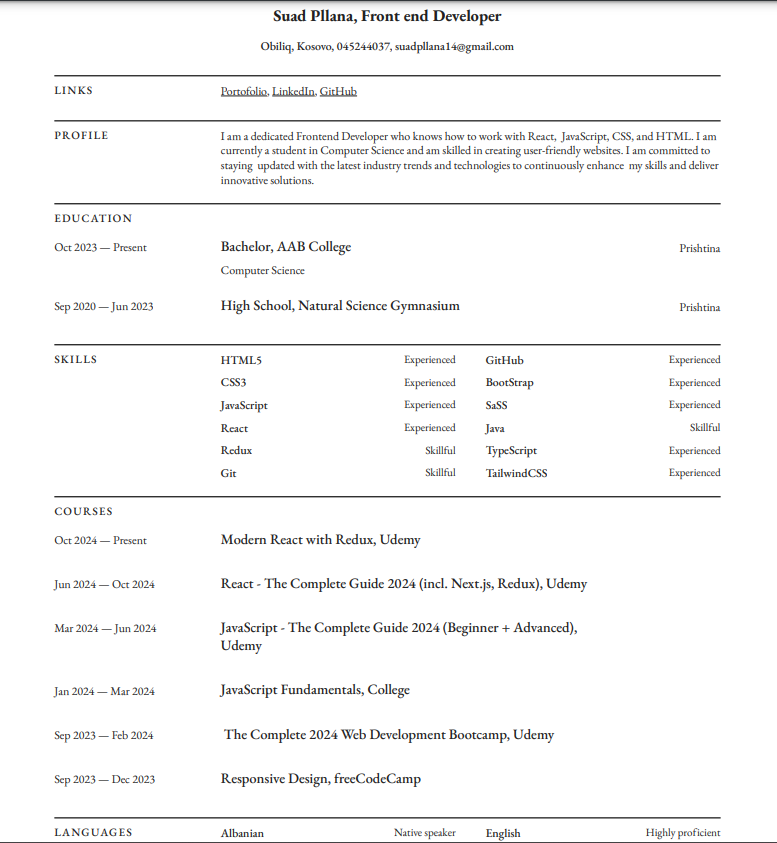 Suad Pllana, Front end Developer
Obiliq, Kosovo, 045244037, suadpllana14@gmail.com
LINKS
Portofolio, LinkedIn, GitHub
PROFILE
I am a dedicated Frontend Developer who knows how to work with React, JavaScript, CSS, and HTML. I am
currently a student in Computer Science and am skilled in creating user-friendly websites. I am committed to
staying updated with the latest industry trends and technologies to continuously enhance my skills and deliver
innovative solutions.
EDUCATION
Oct 2023 — Present Bachelor, AAB College Prishtina
Computer Science
Sep 2020 — Jun 2023 High School, Natural Science Gymnasium Prishtina
SKILLS HTML5 Experienced GitHub Experienced
CSS3 Experienced BootStrap Experienced
JavaScript Experienced SaSS Experienced
React Experienced Java Skillful
Redux Skillful TypeScript Experienced
Git Skillful TailwindCSS Experienced
COURSES
Oct 2024 — Present Modern React with Redux, Udemy
Jun 2024 — Oct 2024 React - The Complete Guide 2024 (incl. Next.js, Redux), Udemy
Mar 2024 — Jun 2024 JavaScript - The Complete Guide 2024 (Beginner + Advanced),
Udemy
Jan 2024 — Mar 2024 JavaScript Fundamentals, College
Sep 2023 — Feb 2024 The Complete 2024 Web Development Bootcamp, Udemy
Sep 2023 — Dec 2023 Responsive Design, freeCodeCamp
LANGUAGES Albanian Native speaker English Highly proficient